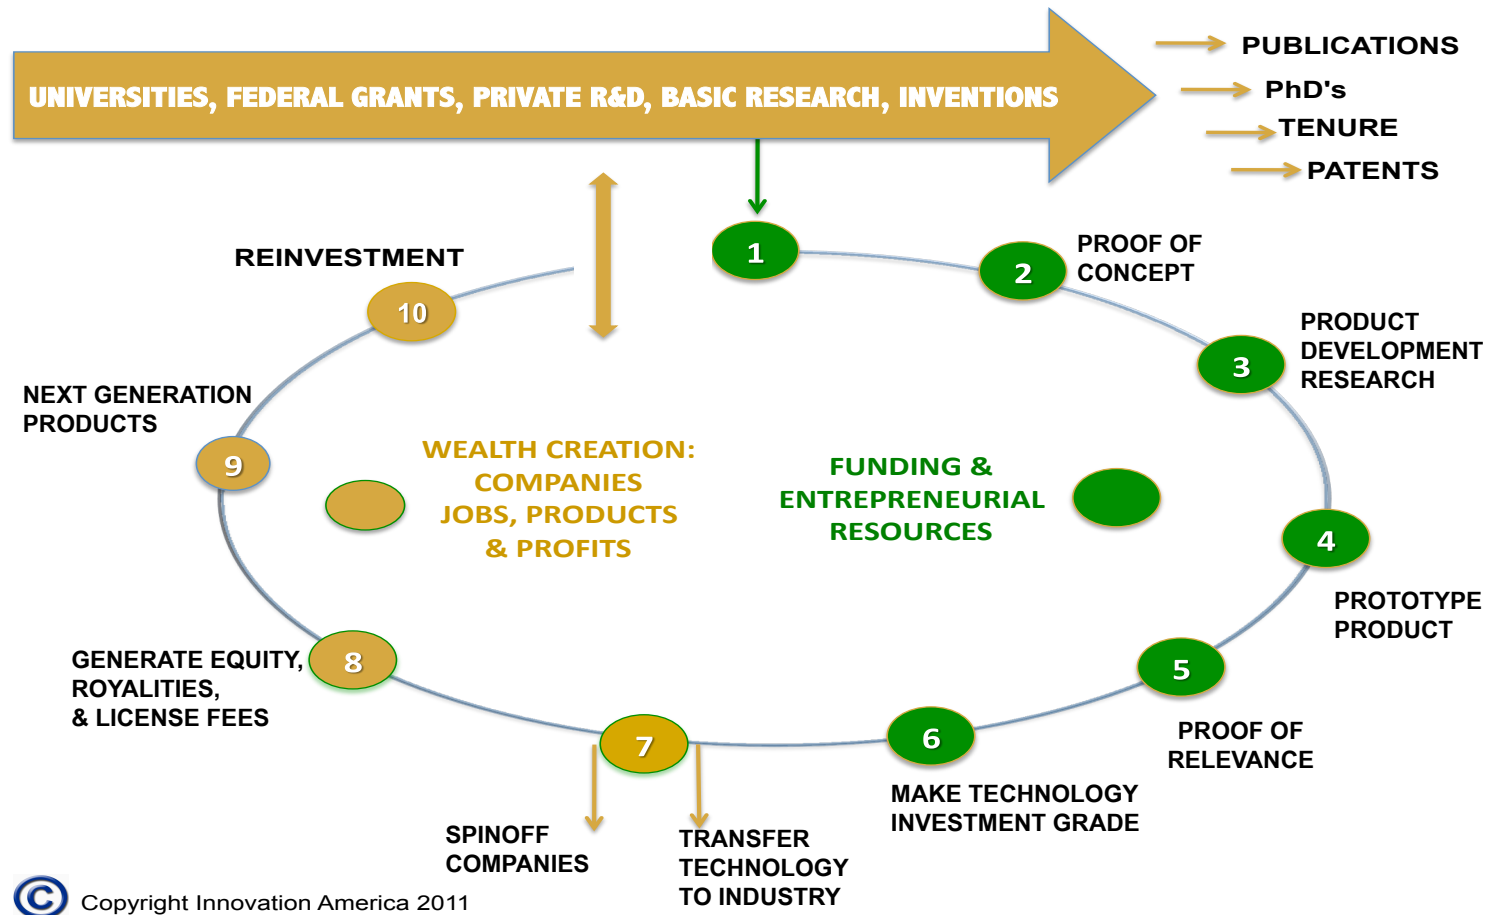 UNIVERSITIES, FEDERAL GRANTS, PRIVATE R&D, BASIC RESEARCH, INVENTIONS
PUBLICATIONS
PhD's
TENURE
PATENTS
1
2
PROOF OF
CONCEPT
3
PRODUCT
DEVELOPMENT
RESEARCH
4
PROTOTYPE
PRODUCT
5
PROOF OF
RELEVANCE
6
MAKE TECHNOLOGY
INVESTMENT GRADE
7
SPINOFF
COMPANIES
TRANSFER
TECHNOLOGY
TO INDUSTRY
8
GENERATE EQUITY,
ROYALITIES,
& LICENSE FEES
9
NEXT GENERATION
PRODUCTS
10
REINVESTMENT
WEALTH CREATION:
COMPANIES
JOBS, PRODUCTS
& PROFITS
FUNDING &
ENTREPRENEURIAL
RESOURCES
© Copyright Innovation America 2011